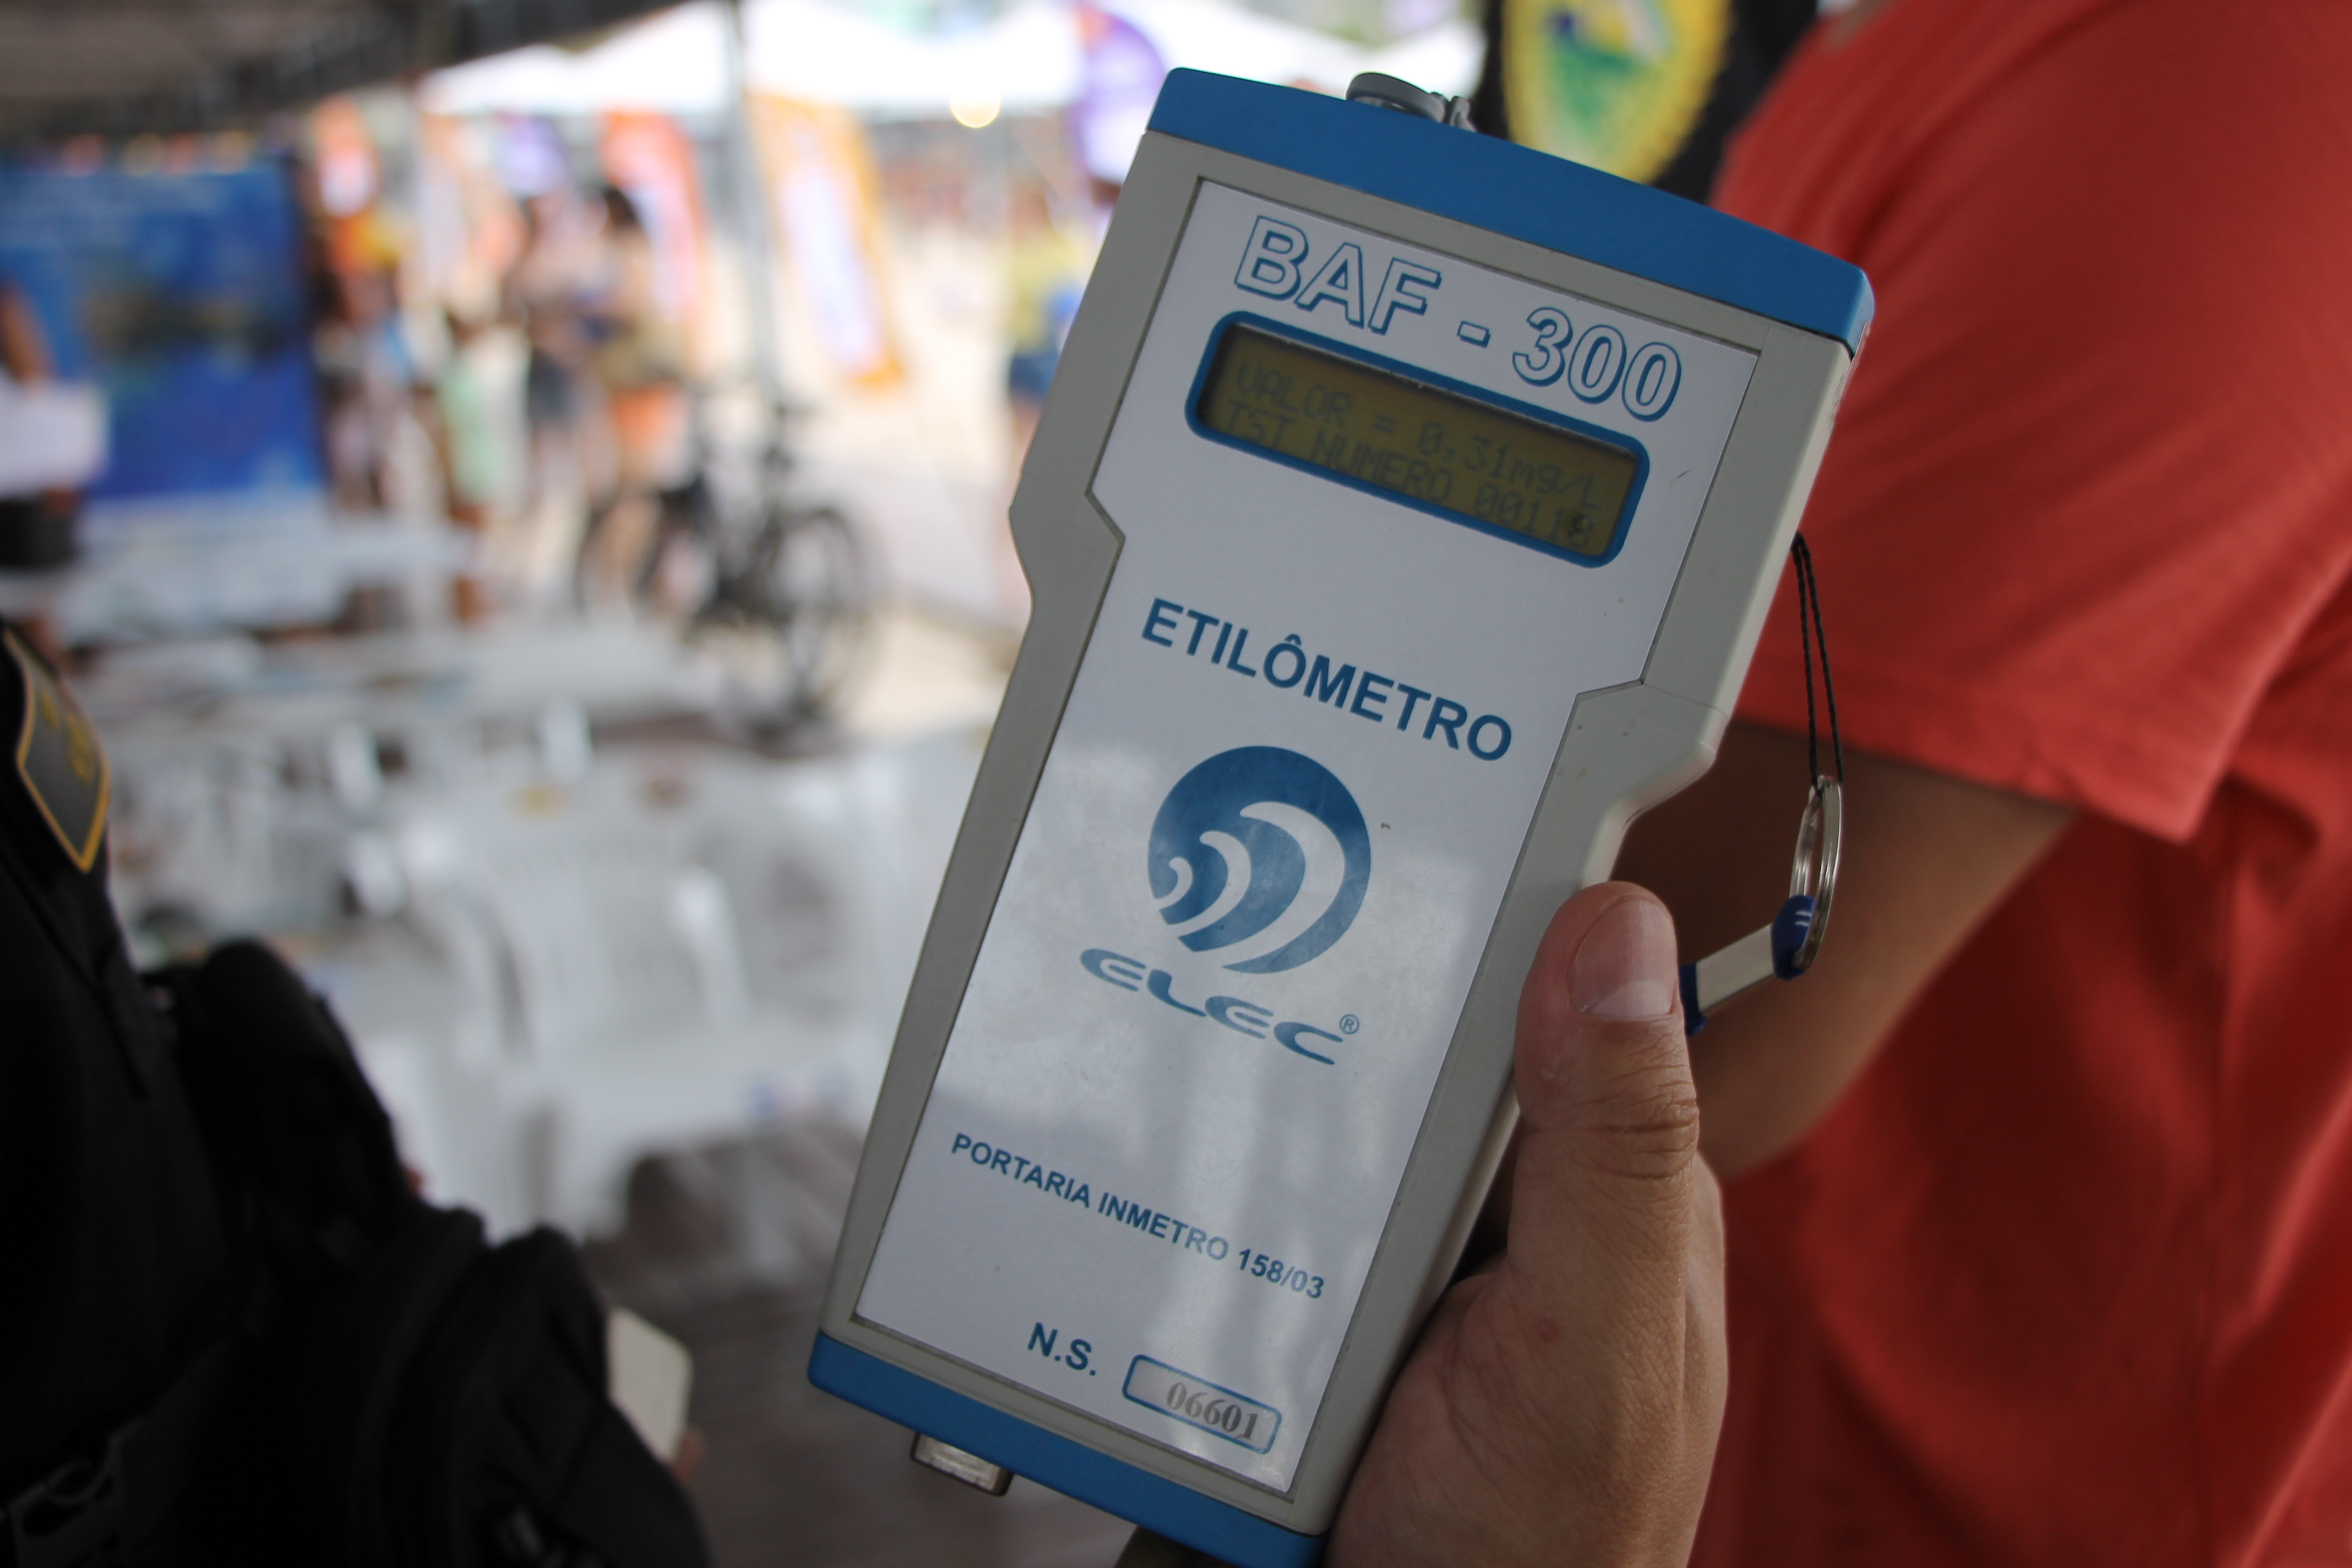 BAF - 300
VALOR = 0.31mg/L
TST NUMERO 00118
ETILÔMETRO
ELEC®
PORTARIA INMETRO 158/03
N.S. 06601